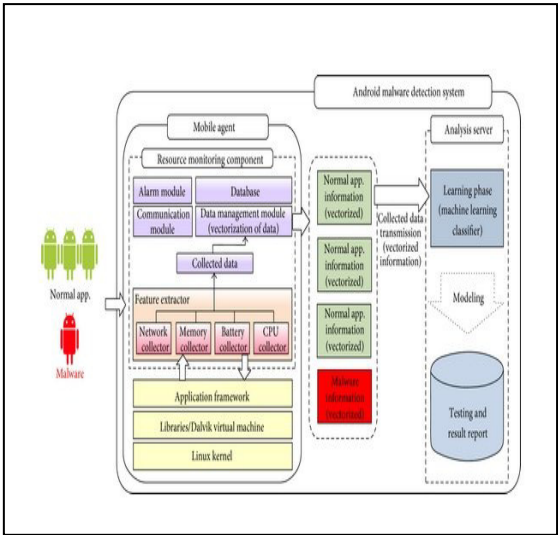 Android malware detection system
Mobile agent
Resource monitoring component
Alarm module
Database
Communication
module
Data management module
(vectorization of data)
Collected data
Feature extractor
Network
collector
Memory
collector
Battery
collector
CPU
collector
Application framework
Libraries/Dalvik virtual machine
Linux kernel
Normal app.
Malware
Normal app.
information
(vectorized)
Normal app.
information
(vectorized)
Normal app.
information
(vectorized)
Malware
information
(vectorized)
Collected data
transmission
(vectorized
information)
Analysis server
Learning phase
(machine learning
classifier)
Modeling
Testing and
result report